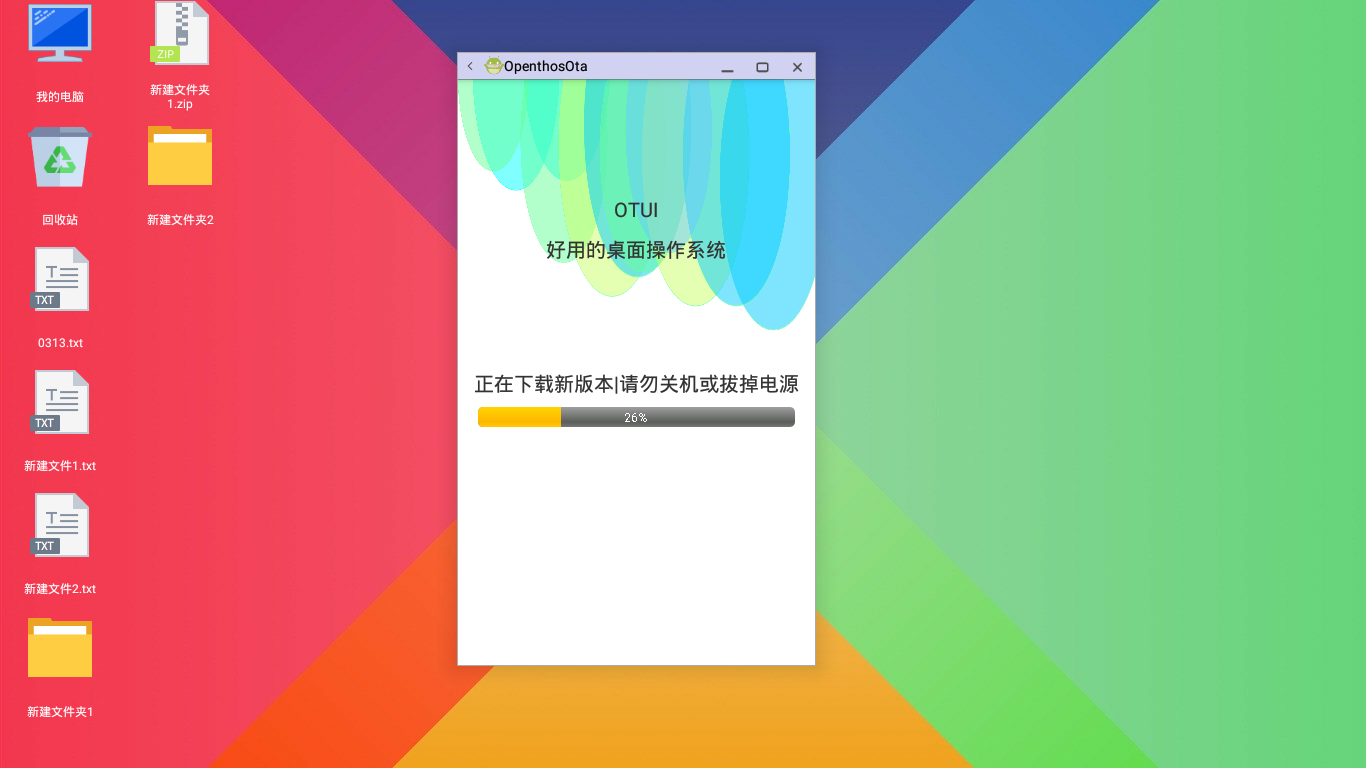 我的电脑
ZIP
新建文件夹
1.zip
回收站
新建文件夹2
T
TXT
0313.txt
T
TXT
新建文件1.txt
T
TXT
新建文件2.txt
新建文件夹1
OpenthosOta
OTUI
好用的桌面操作系统
正在下载新版本|请勿关机或拔掉电源
26%